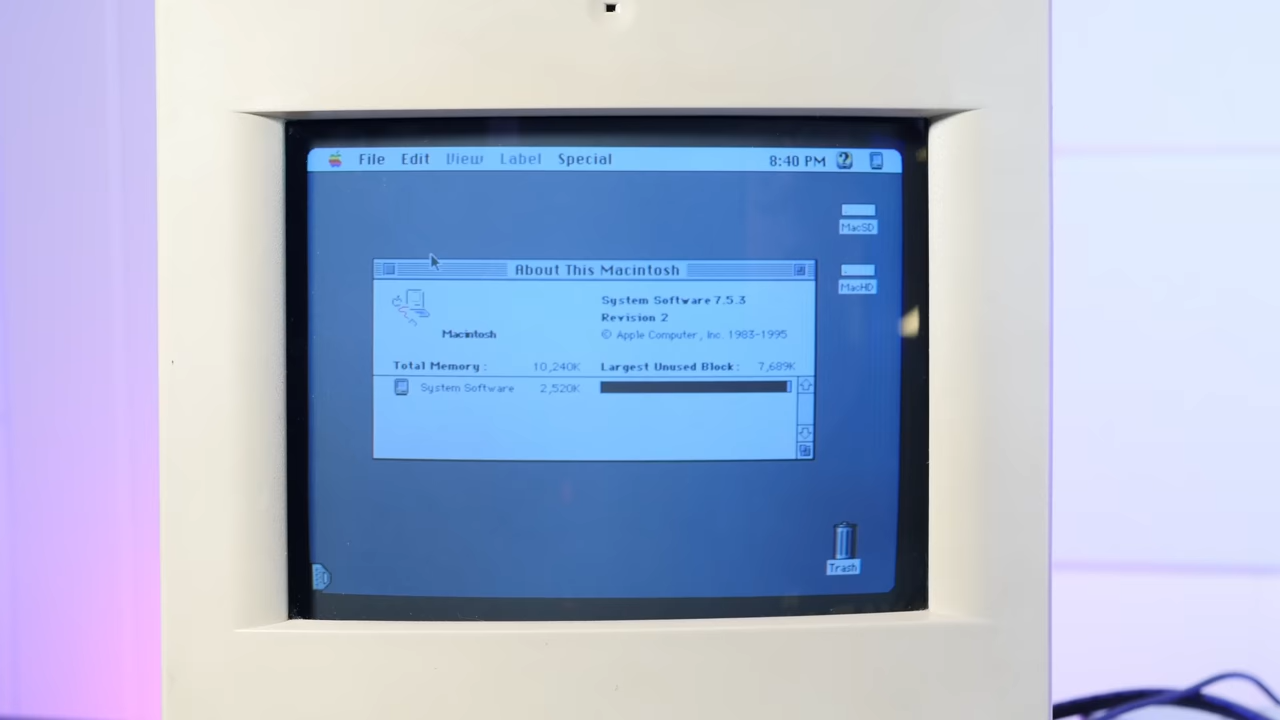 File Edit View Label Special 8:40 PM
MacSD
About This Macintosh
MacHD
System Software 7.5.3
Revision 2
Macintosh
© Apple Computer, Inc. 1983-1995
Total Memory : 10,240K Largest Unused Block : 7,689K
System Software 2,520K
Trash